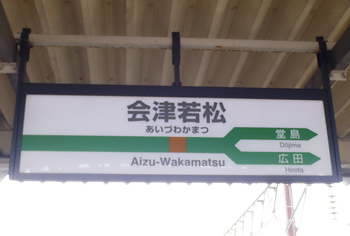 会津若松
あいづわかまつ
Aizu-Wakamatsu
堂島
Dōjima
広田
Hirota